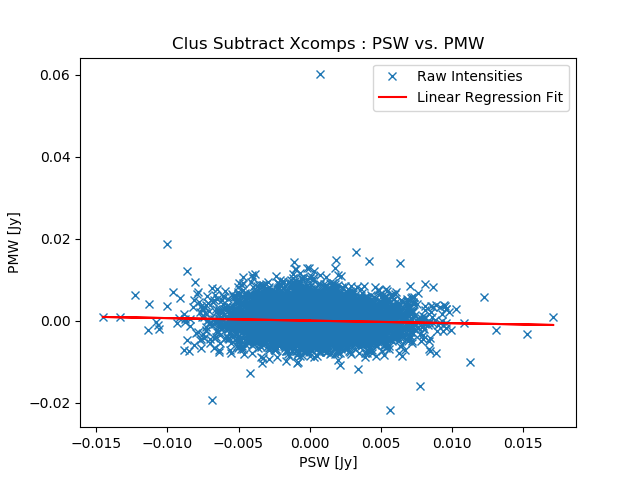 Clus Subtract Xcomps : PSW vs. PMW
Raw Intensities
Linear Regression Fit
0.06
0.04
0.02
0.00
−0.02
PMW [Jy]
−0.015
−0.010
−0.005
0.000
0.005
0.010
0.015
PSW [Jy]